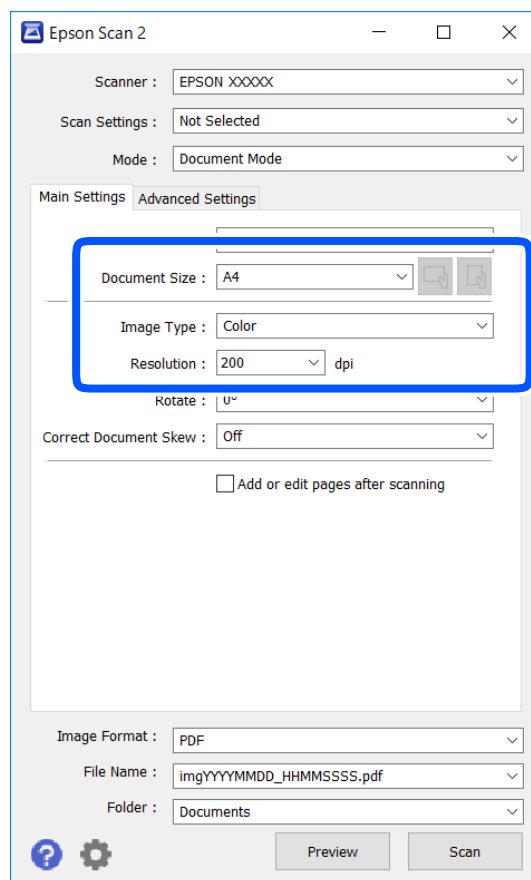 Epson Scan 2
Scanner : EPSON XXXXX
Scan Settings : Not Selected
Mode : Document Mode
Main Settings Advanced Settings
Document Size : A4
Image Type : Color
Resolution : 200 dpi
Rotate : 0°
Correct Document Skew : Off
Add or edit pages after scanning
Image Format : PDF
File Name : imgYYYYMMDD_HHMMSSSS.pdf
Folder : Documents
? Preview Scan